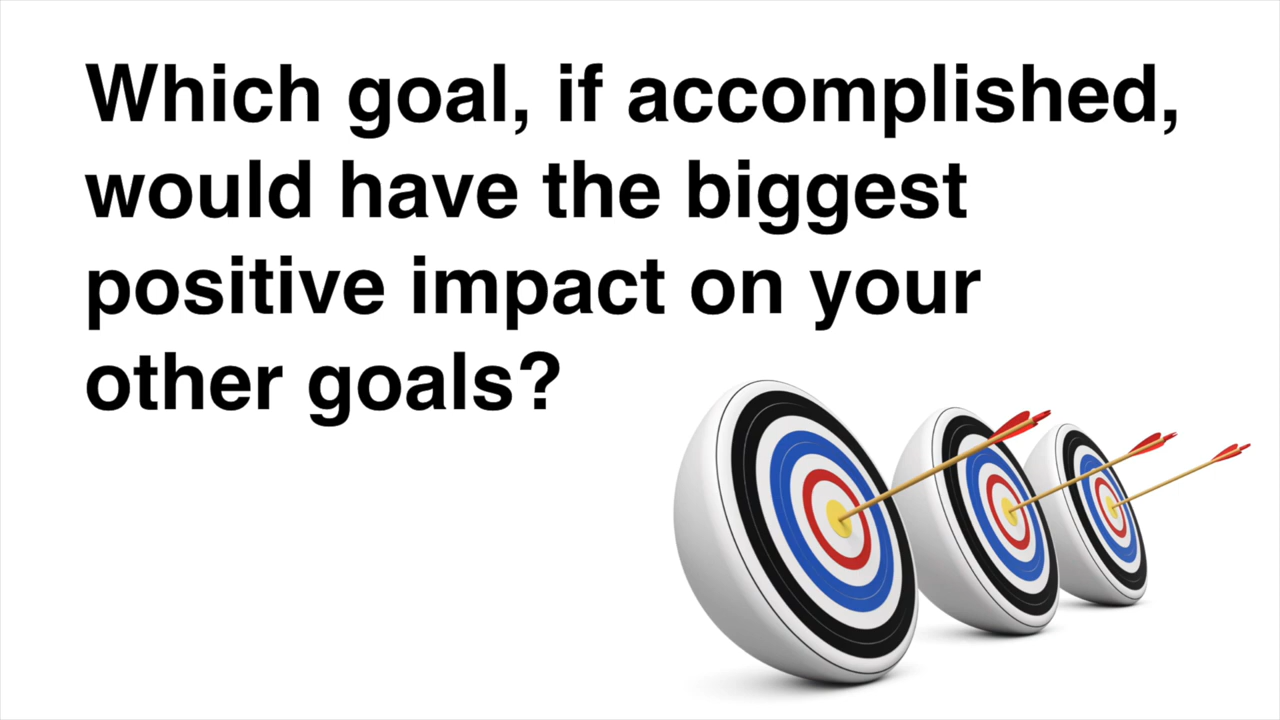 Which goal, if accomplished,
would have the biggest
positive impact on your
other goals?